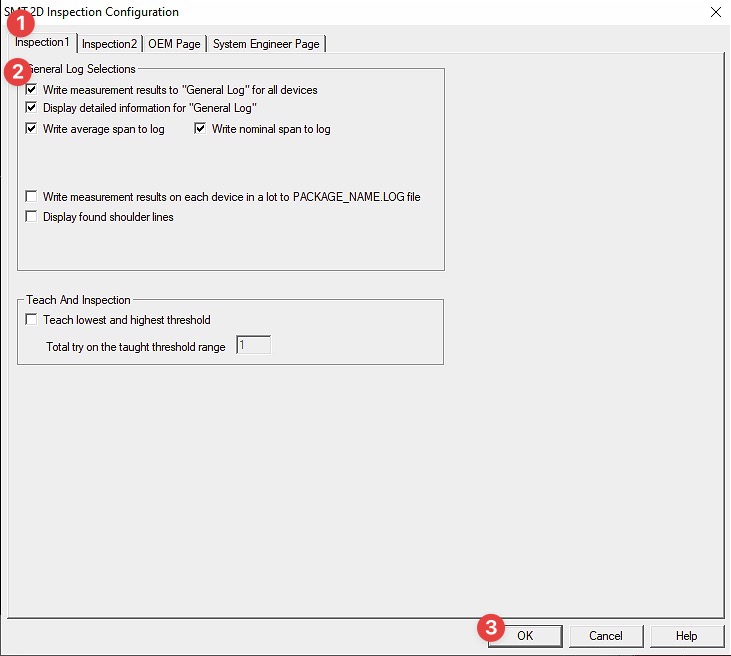 SMT 2D Inspection Configuration
1
Inspection1 Inspection2 OEM Page System Engineer Page
2
General Log Selections
Write measurement results to "General Log" for all devices
Display detailed information for "General Log"
Write average span to log Write nominal span to log
Write measurement results on each device in a lot to PACKAGE_NAME.LOG file
Display found shoulder lines
Teach And Inspection
Teach lowest and highest threshold
Total try on the taught threshold range 1
3 OK Cancel Help